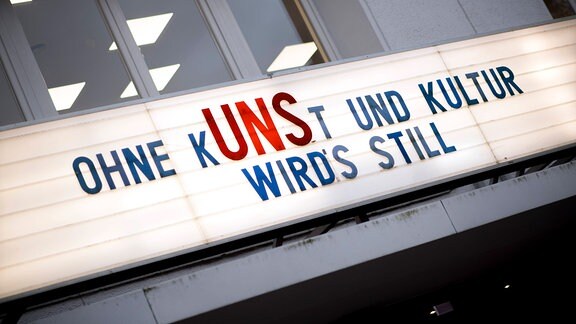 OHNE KUNST UND KULTUR
WIRD'S STILL